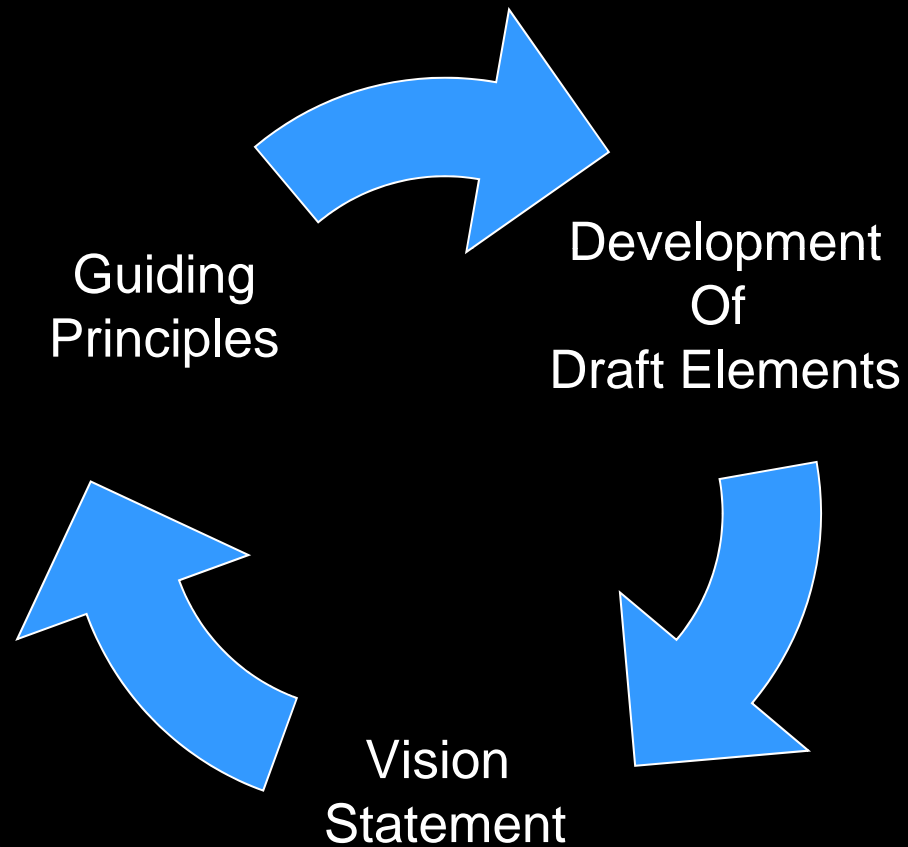 Guiding
Principles
Development
Of
Draft Elements
Vision
Statement